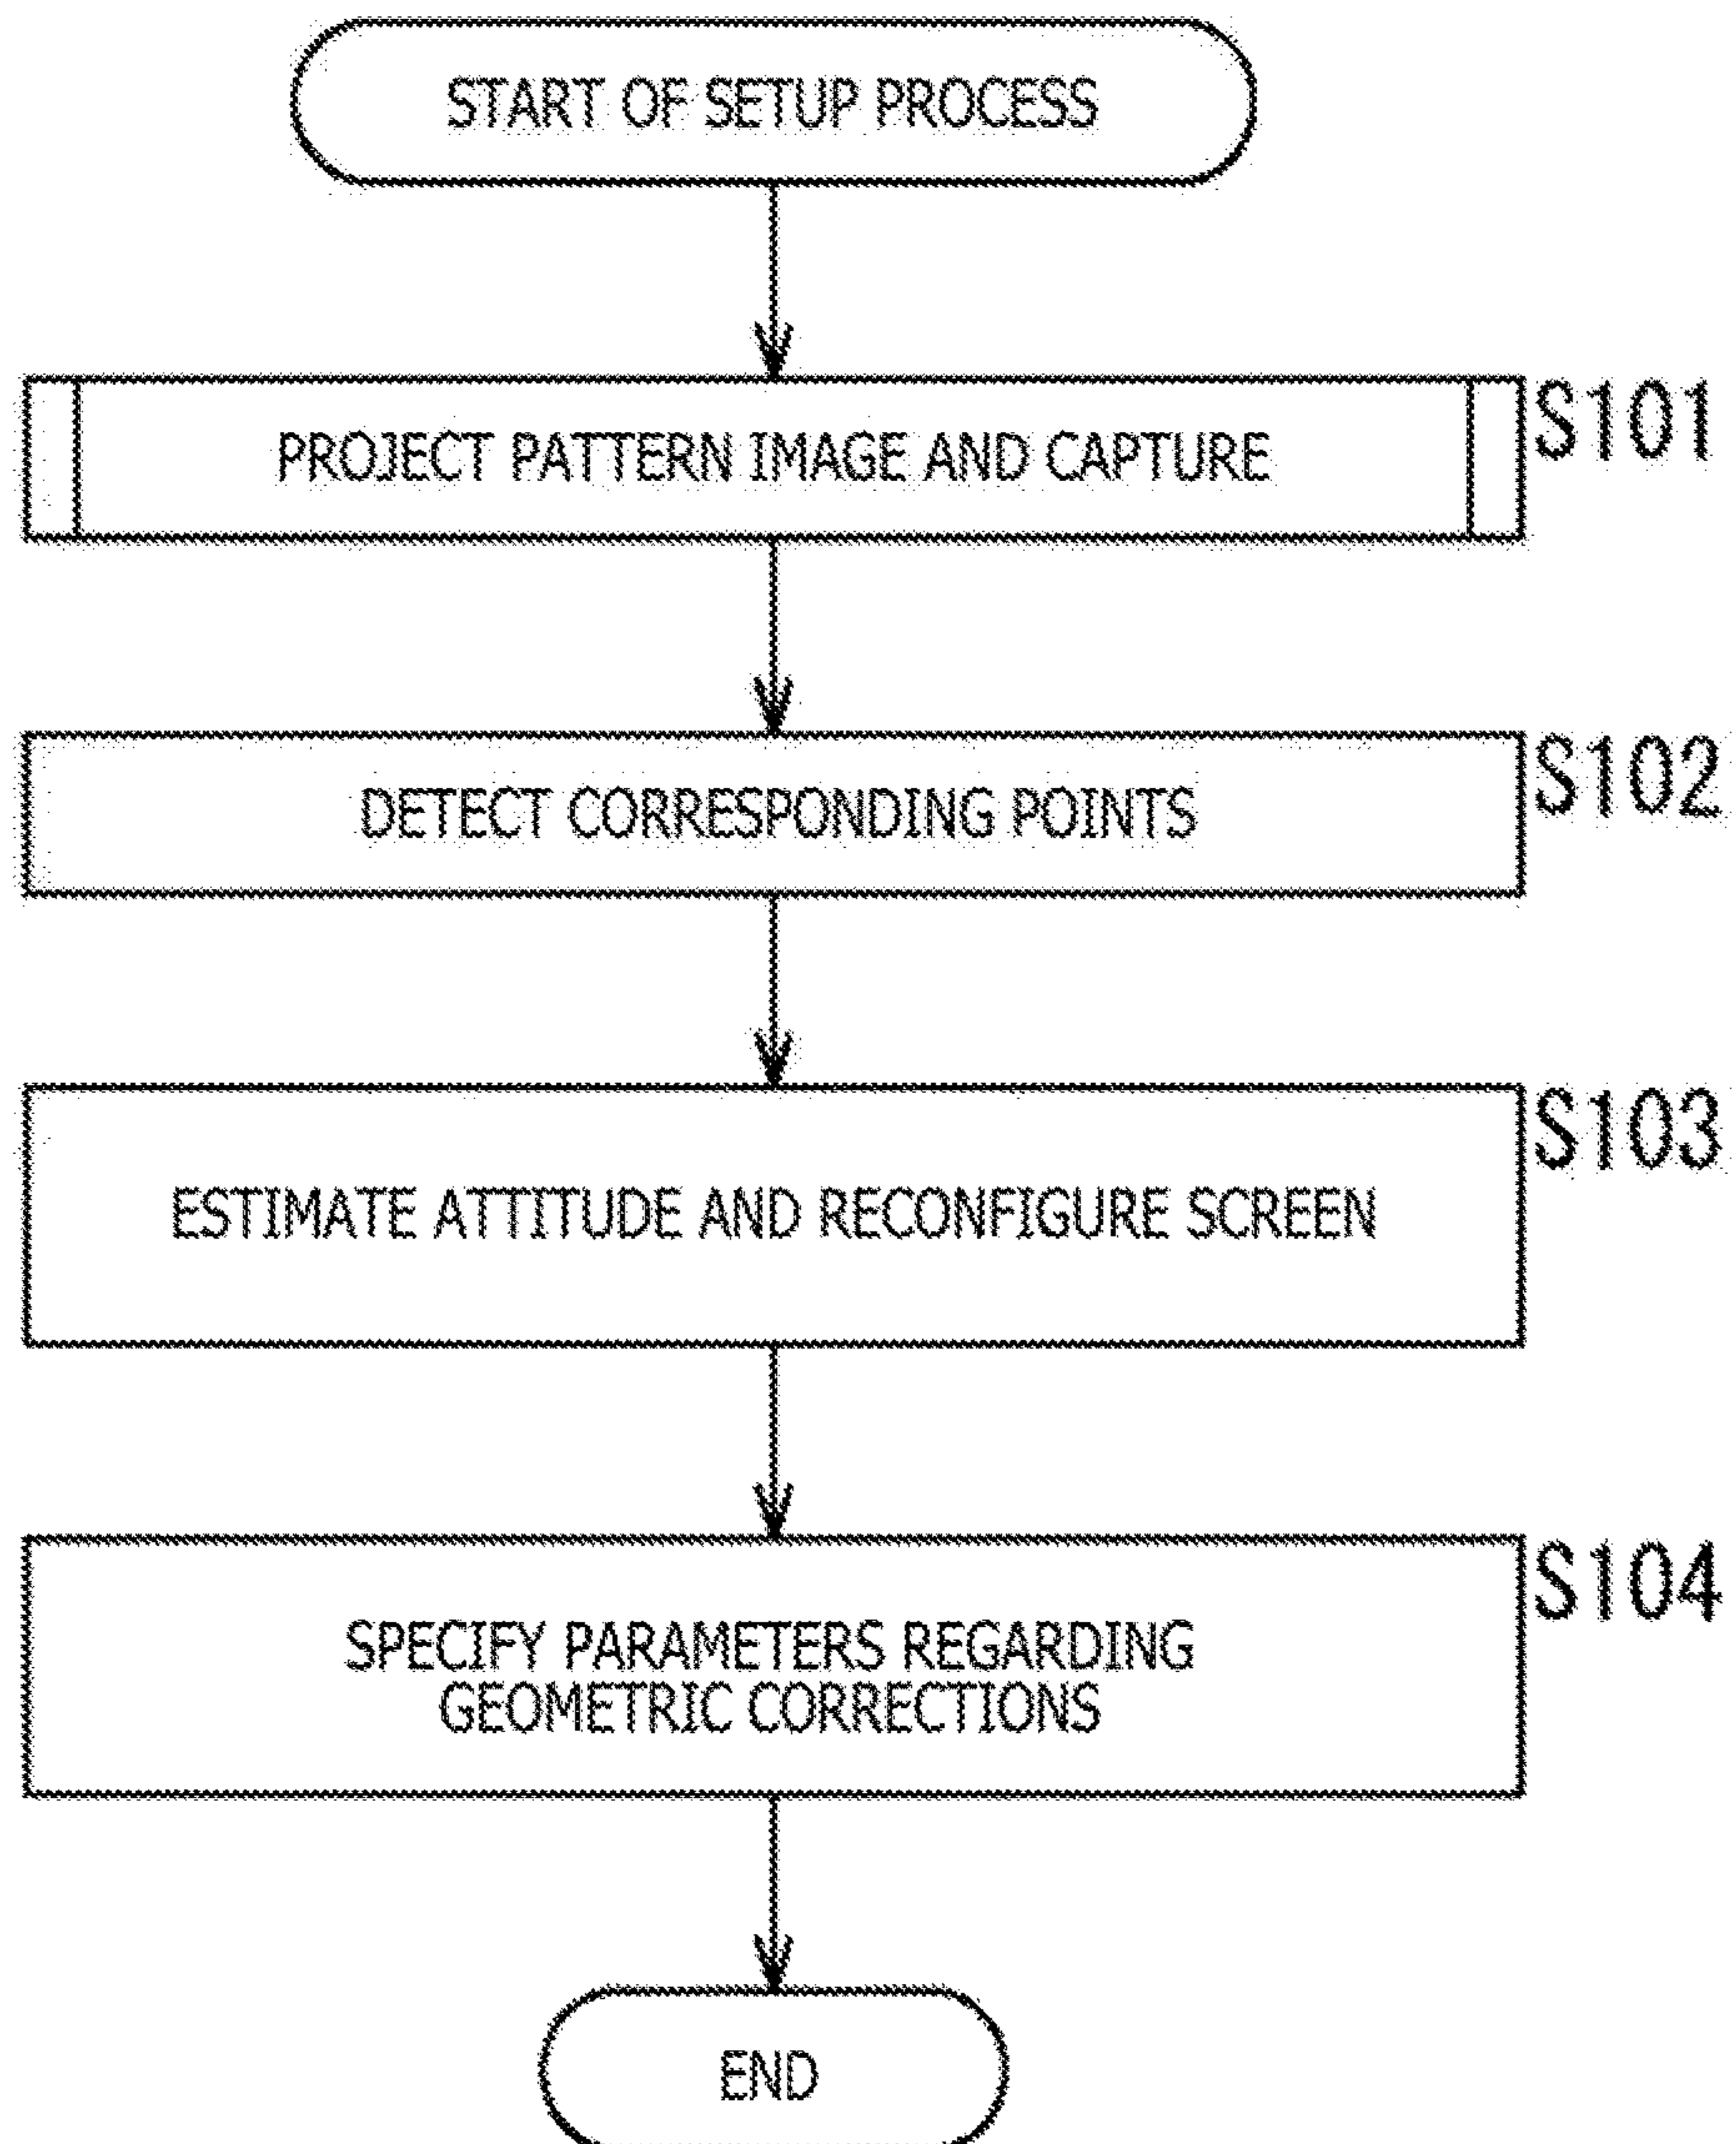 START OF SETUP PROCESS
PROJECT PATTERN IMAGE AND CAPTURE
S101
DETECT CORRESPONDING POINTS
S102
ESTIMATE ATTITUDE AND RECONFIGURE SCREEN
S103
SPECIFY PARAMETERS REGARDING
GEOMETRIC CORRECTIONS
S104
END